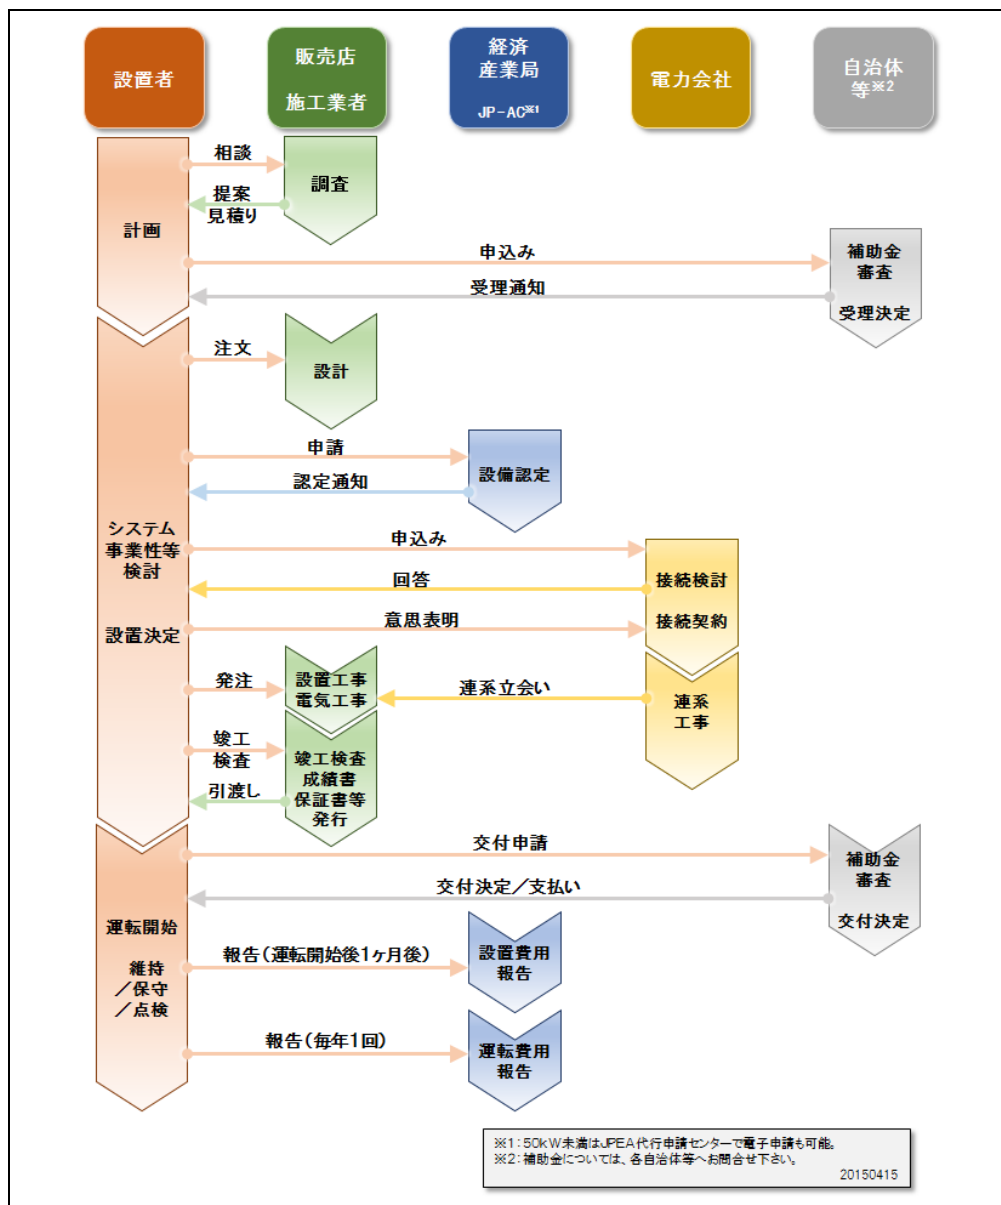 設置者
販売店
施工業者
経済
産業局
JP-AC※1
電力会社
自治体
等※2
相談
調査
提案
見積り
計画
申込み
補助金
審査
受理通知
受理決定
注文
設計
申請
設備認定
認定通知
システム
事業性等
検討
申込み
接続検討
回答
意思表明
接続契約
設置決定
発注
設置工事
電気工事
連系立会い
連系
工事
竣工
検査
竣工検査
成績書
保証書等
発行
引渡し
交付申請
補助金
審査
交付決定/支払い
交付決定
運転開始
維持
/保守
/点検
報告(運転開始後1ヶ月後)
設置費用
報告
報告(毎年1回)
運転費用
報告
※1:50kW未満はJPEA代行申請センターで電子申請も可能。
※2:補助金については、各自治体等へお問合せ下さい。
20150415